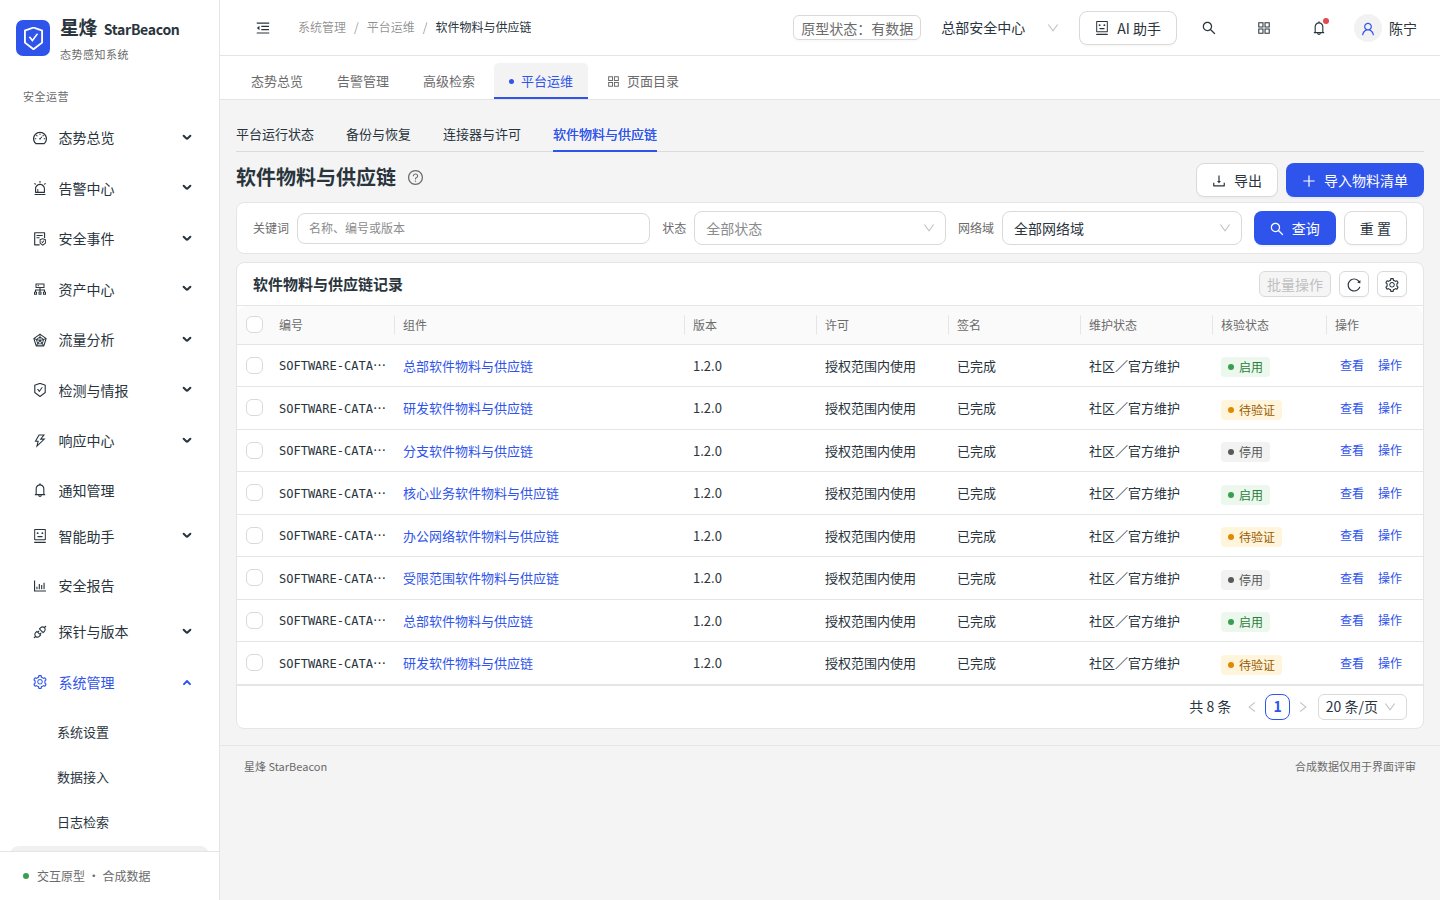 星烽 StarBeacon
态势感知系统
安全运营
态势总览
告警中心
安全事件
资产中心
流量分析
检测与情报
响应中心
通知管理
智能助手
安全报告
探针与版本
系统管理
系统设置
数据接入
日志检索
交互原型 · 合成数据
系统管理 / 平台运维 / 软件物料与供应链
原型状态：有数据
总部安全中心
AI 助手
陈宁
态势总览
告警管理
高级检索
平台运维
页面目录
平台运行状态
备份与恢复
连接器与许可
软件物料与供应链
软件物料与供应链
导出
导入物料清单
关键词 名称、编号或版本
状态 全部状态
网络域 全部网络域
查询
重 置
软件物料与供应链记录
批量操作
编号 组件 版本 许可 签名 维护状态 核验状态 操作
SOFTWARE-CATA… 总部软件物料与供应链 1.2.0 授权范围内使用 已完成 社区／官方维护 启用 查看 操作
SOFTWARE-CATA… 研发软件物料与供应链 1.2.0 授权范围内使用 已完成 社区／官方维护 待验证 查看 操作
SOFTWARE-CATA… 分支软件物料与供应链 1.2.0 授权范围内使用 已完成 社区／官方维护 停用 查看 操作
SOFTWARE-CATA… 核心业务软件物料与供应链 1.2.0 授权范围内使用 已完成 社区／官方维护 启用 查看 操作
SOFTWARE-CATA… 办公网络软件物料与供应链 1.2.0 授权范围内使用 已完成 社区／官方维护 待验证 查看 操作
SOFTWARE-CATA… 受限范围软件物料与供应链 1.2.0 授权范围内使用 已完成 社区／官方维护 停用 查看 操作
SOFTWARE-CATA… 总部软件物料与供应链 1.2.0 授权范围内使用 已完成 社区／官方维护 启用 查看 操作
SOFTWARE-CATA… 研发软件物料与供应链 1.2.0 授权范围内使用 已完成 社区／官方维护 待验证 查看 操作
共 8 条 1 20 条/页
星烽 StarBeacon
合成数据仅用于界面评审